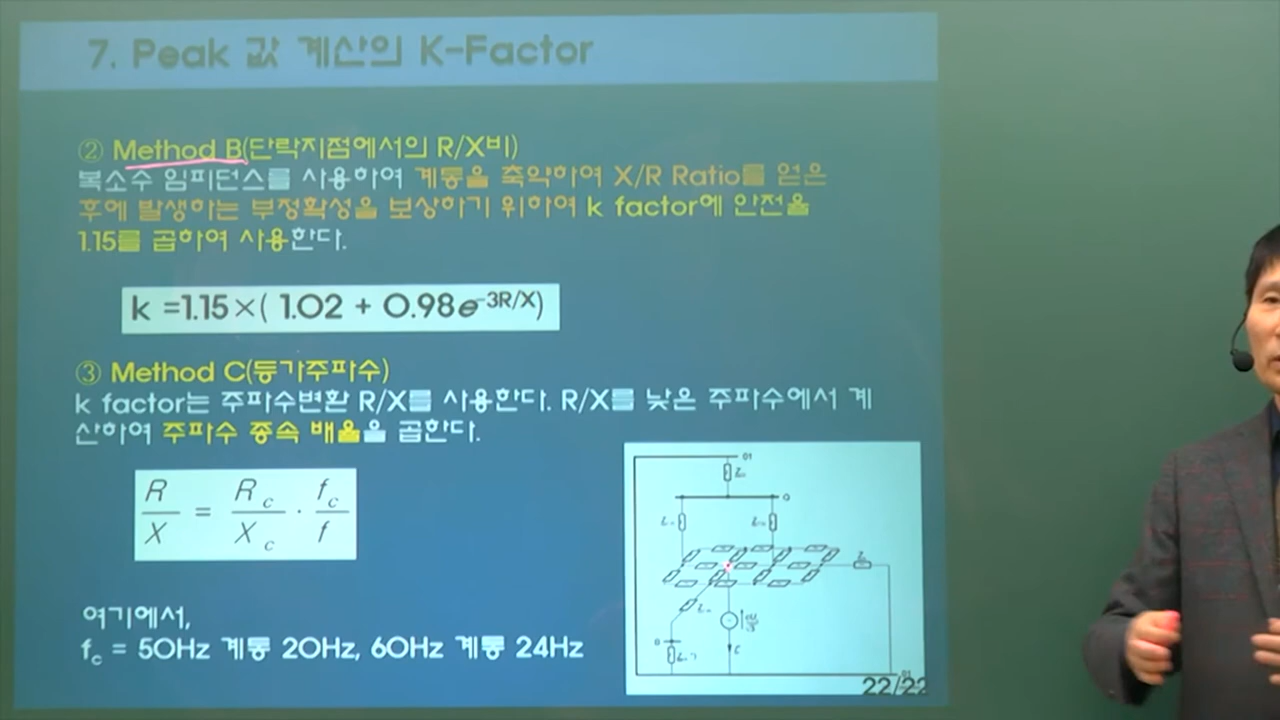 7. Peak 값 계산의 K-Factor
② Method B(단락지점에서의 R/X비)
복소수 임피던스를 사용하여 계통을 축약하여 X/R Ratio를 얻은
후에 발생하는 부정확성을 보상하기 위하여 k factor에 안전율
1.15를 곱하여 사용한다.
k =1.15×( 1.02 + 0.98e^-3R/X)
③ Method C(등가주파수)
k factor는 주파수변환 R/X를 사용한다. R/X를 낮은 주파수에서 계
산하여 주파수 종속 배율을 곱한다.
R/X = Rc/Xc · fc/f
여기에서,
fc = 50Hz 계통 20Hz, 60Hz 계통 24Hz
01
22/22